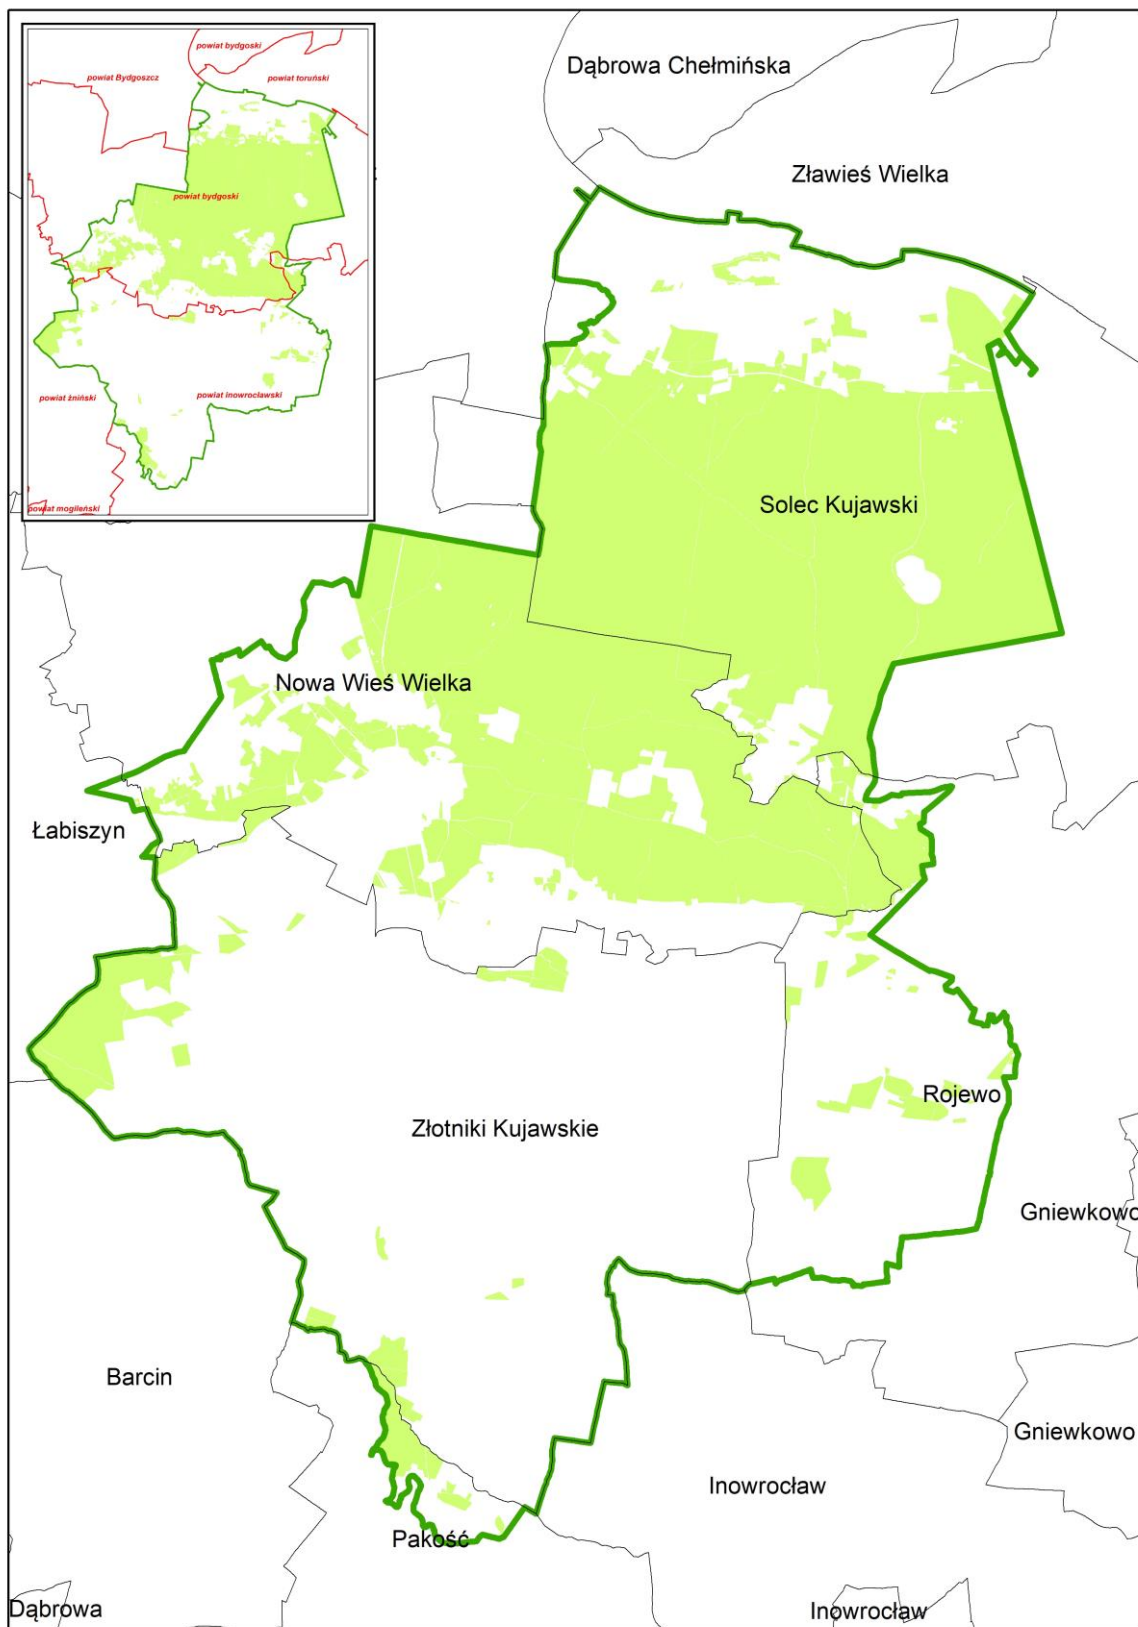 powiat bydgoski
powiat Bydgoszcz
powiat toruński
powiat bydgoski
powiat żniński
powiat inowrocławski
powiat mogileński
Dąbrowa Chełmińska
Zławieś Wielka
Solec Kujawski
Nowa Wieś Wielka
Łabiszyn
Rojewo
Złotniki Kujawskie
Gniewkowo
Barcin
Gniewkowo
Inowrocław
Pakość
Dąbrowa
Inowrocław